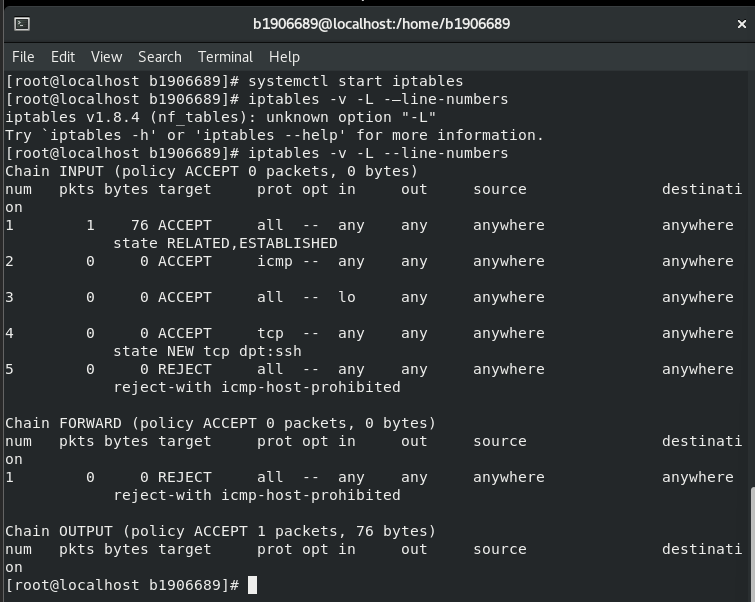 b1906689@localhost:/home/b1906689
File Edit View Search Terminal Help
[root@localhost b1906689]# systemctl start iptables
[root@localhost b1906689]# iptables -v -L -–line-numbers
iptables v1.8.4 (nf_tables): unknown option "-L"
Try `iptables -h' or 'iptables --help' for more information.
[root@localhost b1906689]# iptables -v -L --line-numbers
Chain INPUT (policy ACCEPT 0 packets, 0 bytes)
num   pkts bytes target     prot opt in     out     source               destinati
on
1        1    76 ACCEPT     all  --  any    any     anywhere             anywhere
            state RELATED,ESTABLISHED
2        0     0 ACCEPT     icmp --  any    any     anywhere             anywhere
3        0     0 ACCEPT     all  --  lo     any     anywhere             anywhere
4        0     0 ACCEPT     tcp  --  any    any     anywhere             anywhere
            state NEW tcp dpt:ssh
5        0     0 REJECT     all  --  any    any     anywhere             anywhere
            reject-with icmp-host-prohibited
Chain FORWARD (policy ACCEPT 0 packets, 0 bytes)
num   pkts bytes target     prot opt in     out     source               destinati
on
1        0     0 REJECT     all  --  any    any     anywhere             anywhere
            reject-with icmp-host-prohibited
Chain OUTPUT (policy ACCEPT 1 packets, 76 bytes)
num   pkts bytes target     prot opt in     out     source               destinati
on
[root@localhost b1906689]#